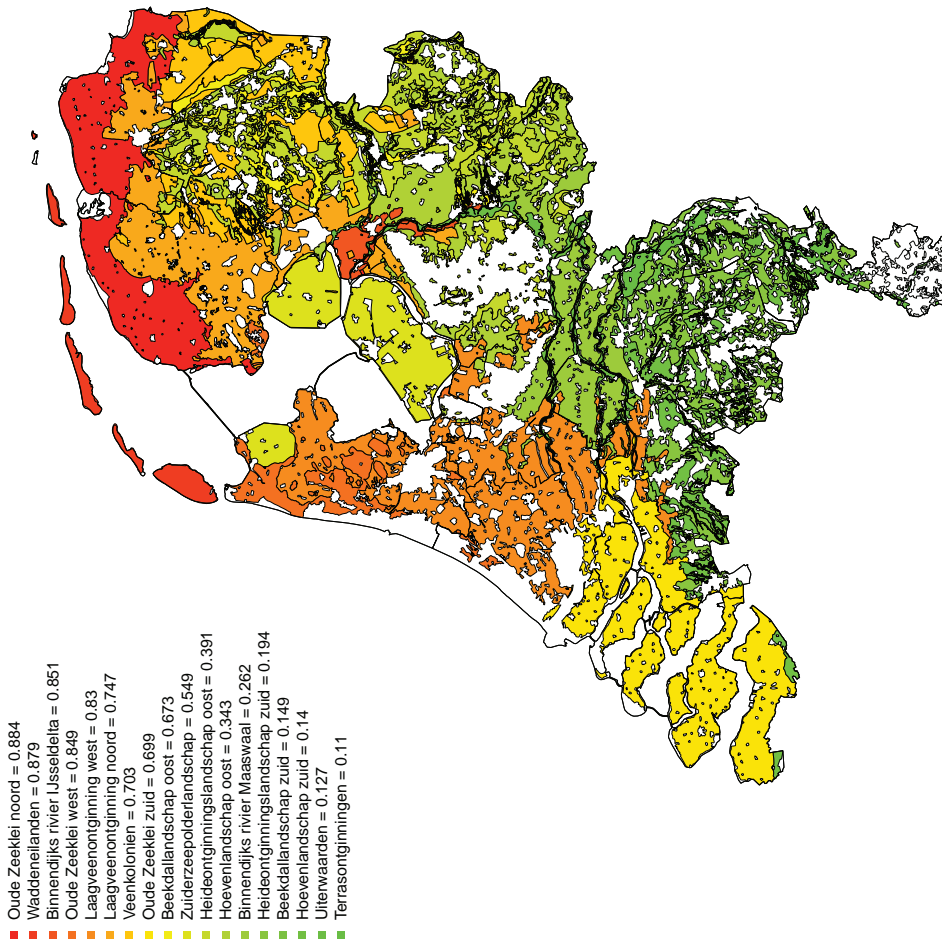 Oude Zeeklei noord = 0.884
Waddeneilanden = 0.879
Binnendijks rivier IJsseldelta = 0.851
Oude Zeeklei west = 0.849
Laagveenontginning west = 0.83
Laagveenontginning noord = 0.747
Veenkolonien = 0.703
Oude Zeeklei zuid = 0.699
Beekdallandschap oost = 0.673
Zuiderzeepolderlandschap = 0.549
Heideontginningslandschap oost = 0.391
Hoevenlandschap oost = 0.343
Binnendijks rivier Maaswaal = 0.262
Heideontginningslandschap zuid = 0.194
Beekdallandschap zuid = 0.149
Hoevenlandschap zuid = 0.14
Uiterwaarden = 0.127
Terrasontginningen = 0.11